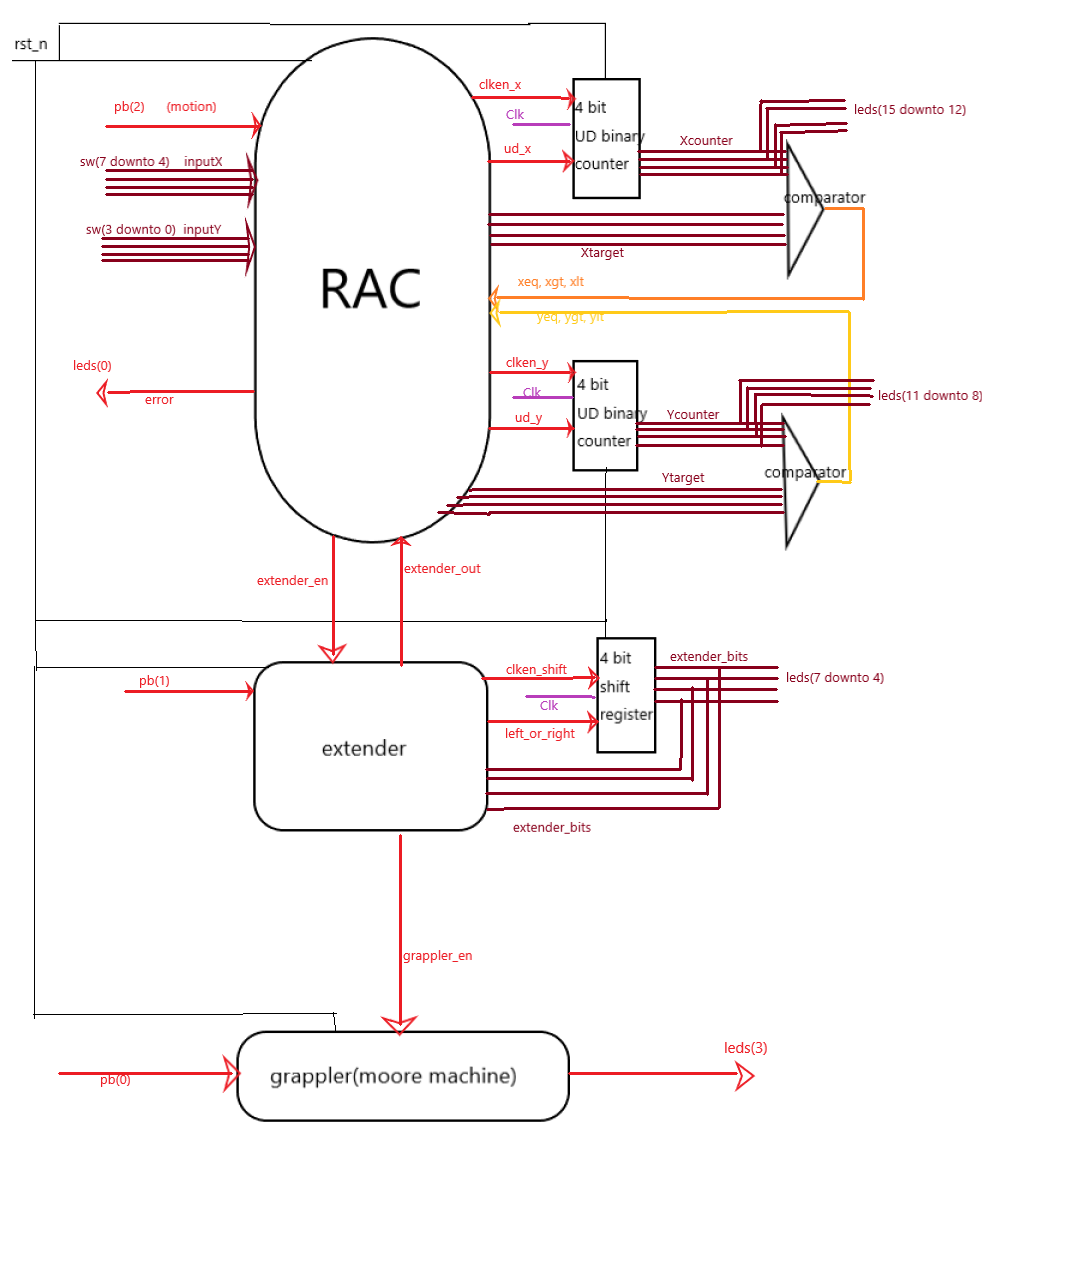 rst_n
pb(2) (motion)
sw(7 downto 4) inputX
sw(3 downto 0) inputY
RAC
leds(0)
error
clken_x
Clk
ud_x
4 bit
UD binary
counter
Xcounter
leds(15 downto 12)
comparator
Xtarget
xeq, xgt, xlt
yeq, ygt, ylt
clken_y
Clk
ud_y
4 bit
UD binary
counter
Ycounter
leds(11 downto 8)
comparator
Ytarget
extender_en
extender_out
pb(1)
extender
clken_shift
Clk
left_or_right
4 bit
shift
register
extender_bits
leds(7 downto 4)
extender_bits
grappler_en
pb(0)
grappler(moore machine)
leds(3)